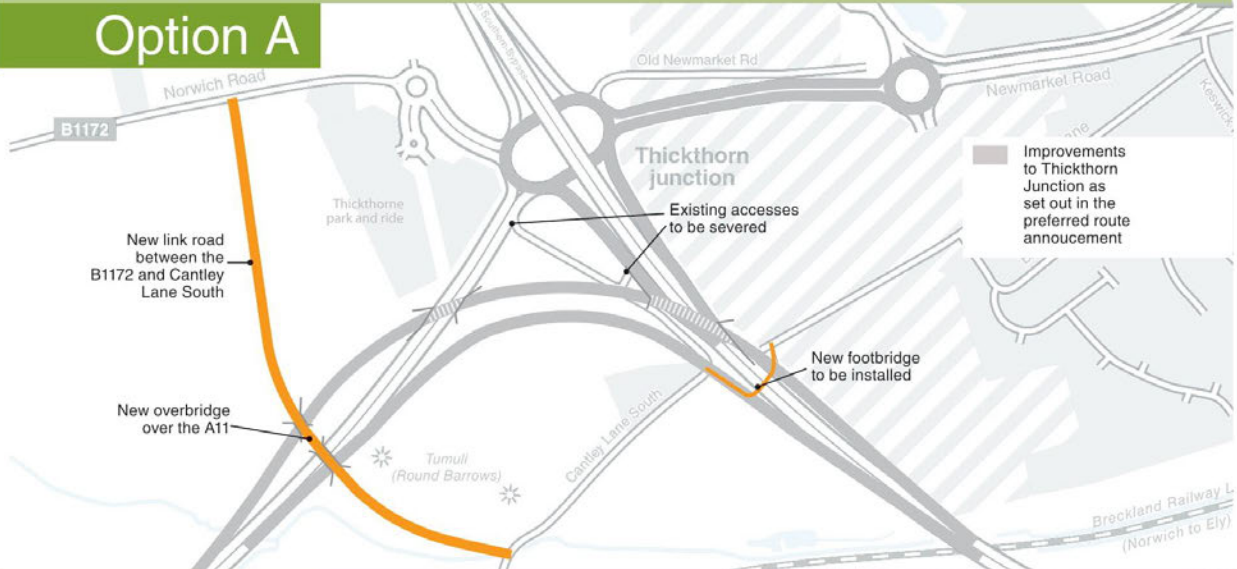 Option A
Norwich Road
B1172
Southern Bypass
Old Newmarket Rd
Newmarket Road
Keswick
Thickthorn
junction
Thickthorne
park and ride
Existing accesses
to be severed
Improvements
to Thickthorn
Junction as
set out in the
preferred route
annoucement
New link road
between the
B1172 and Cantley
Lane South
New footbridge
to be installed
New overbridge
over the A11
Cantley Lane South
Tumuli
(Round Barrows)
Breckland Railway L
(Norwich to Ely)